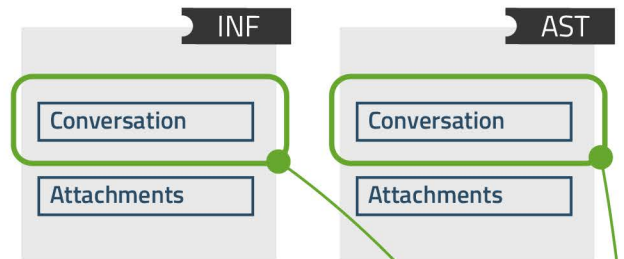 INF
AST
Conversation
Conversation
Attachments
Attachments